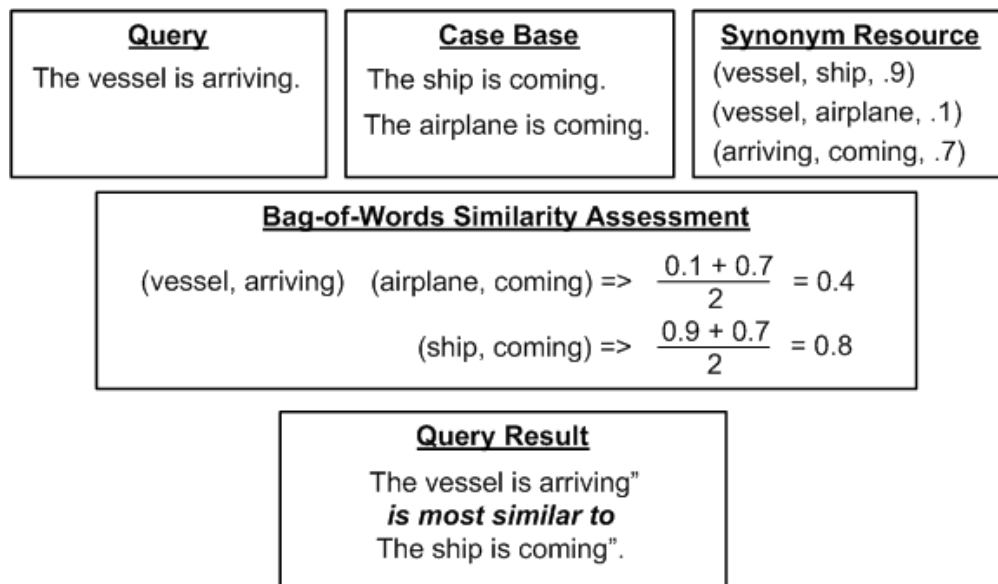 Query
The vessel is arriving.
Case Base
The ship is coming.
The airplane is coming.
Synonym Resource
(vessel, ship, .9)
(vessel, airplane, .1)
(arriving, coming, .7)
Bag-of-Words Similarity Assessment
(vessel, arriving) (airplane, coming) => 0.1 + 0.7 / 2 = 0.4
(ship, coming) => 0.9 + 0.7 / 2 = 0.8
Query Result
The vessel is arriving”
is most similar to
The ship is coming”.